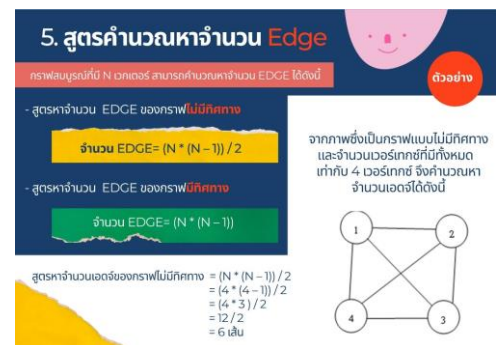 5. สูตรคำนวณหาจำนวน Edge
กราฟสมบูรณ์ที่มี N เวกเตอร์ สามารถคำนวณหาจำนวน EDGE ได้ดังนี้
ตัวอย่าง
- สูตรหาจำนวน EDGE ของกราฟไม่มีทิศทาง
จำนวน EDGE= (N * (N – 1)) / 2
- สูตรหาจำนวน EDGE ของกราฟมีทิศทาง
จำนวน EDGE= (N * (N – 1))
จากภาพซึ่งเป็นกราฟแบบไม่มีทิศทาง
และจำนวนเวอร์เทกซ์ที่มีทั้งหมด
เท่ากับ 4 เวอร์เทกซ์ จึงคำนวณหา
จำนวนเอดจ์ได้ดังนี้
1
2
4
3
สูตรหาจำนวนเอดจ์ของกราฟไม่มีทิศทาง = (N * (N – 1)) / 2
= (4 * (4 – 1)) / 2
= (4 * 3 ) / 2
= 12 / 2
= 6 เส้น